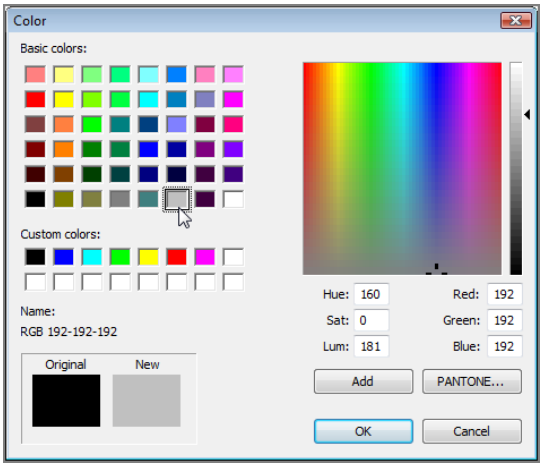 Color
Basic colors:
Custom colors:
Name:
RGB 192-192-192
Original New
Hue: 160 Red: 192
Sat: 0 Green: 192
Lum: 181 Blue: 192
Add PANTONE...
OK Cancel